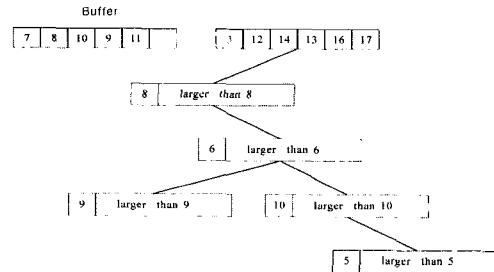 Buffer
7 8 10 9 11 3 12 14 13 16 17
8 larger than 8
6 larger than 6
9 larger than 9 10 larger than 10
5 larger than 5